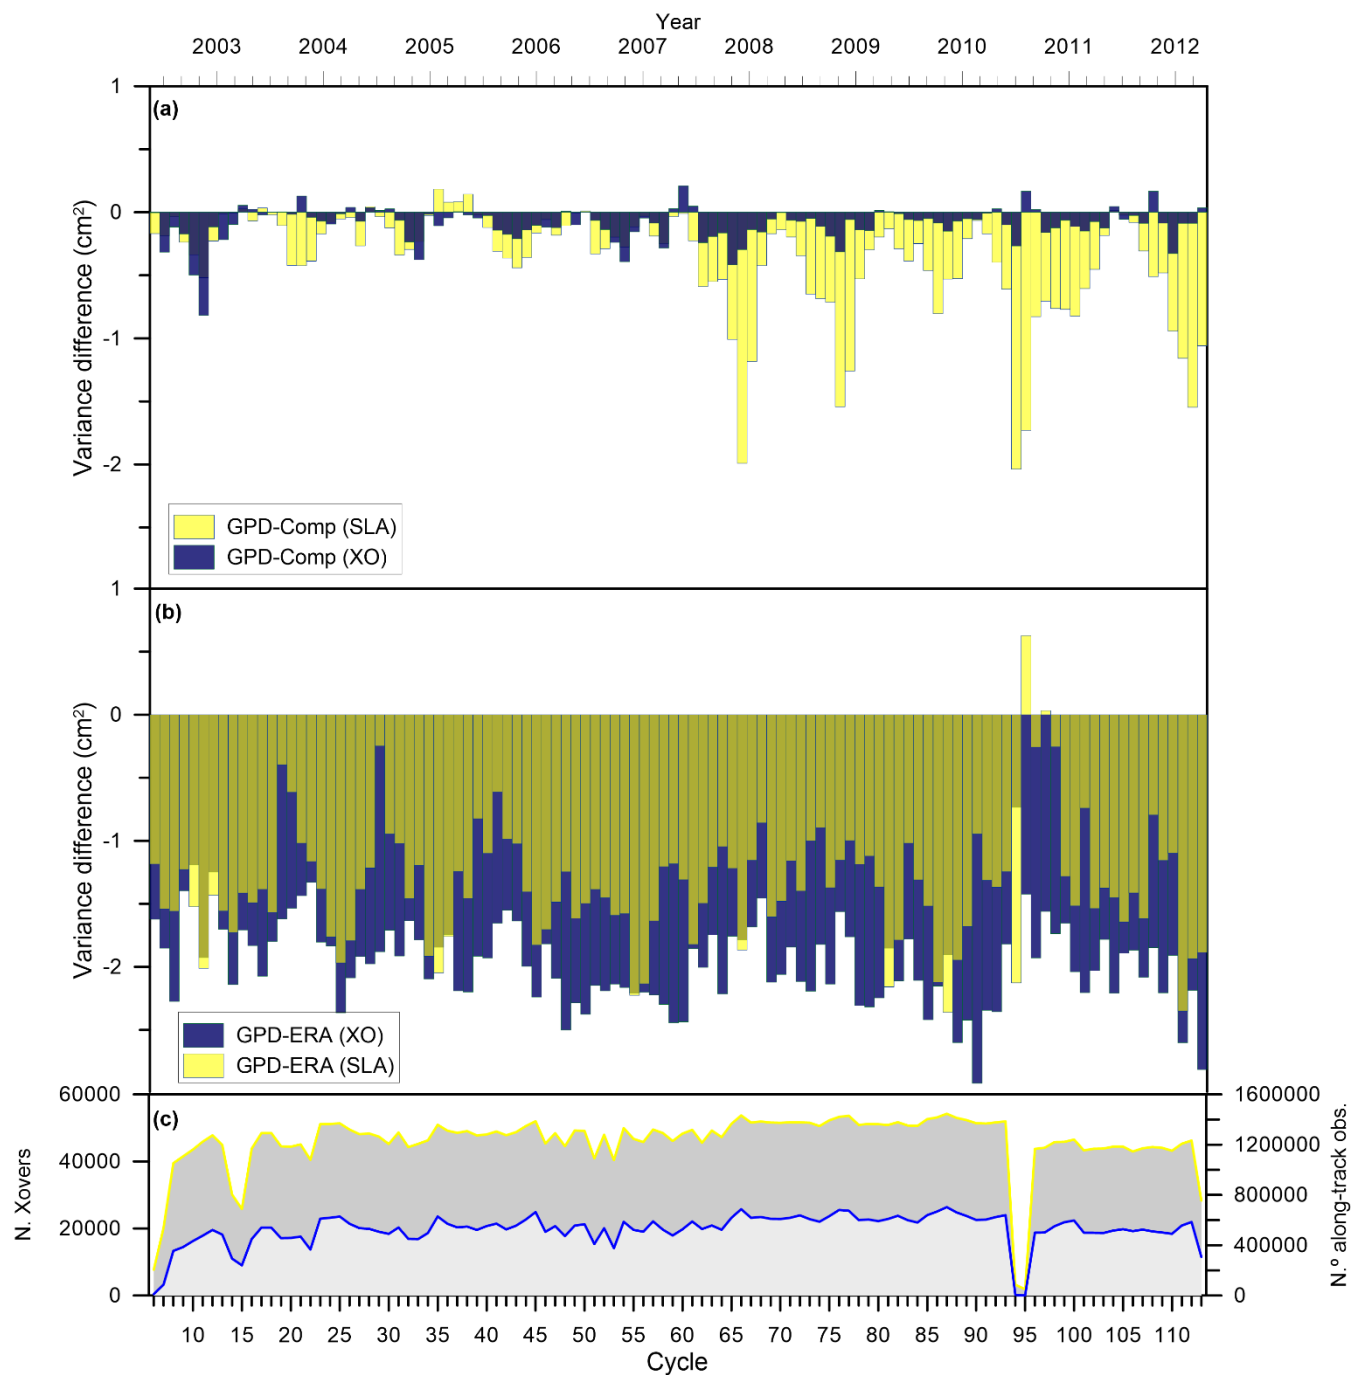 Year
2003 2004 2005 2006 2007 2008 2009 2010 2011 2012
(a)
1
0
-1
-2
Variance difference (cm²)
GPD-Comp (SLA)
GPD-Comp (XO)
1
(b)
0
-1
-2
Variance difference (cm²)
GPD-ERA (XO)
GPD-ERA (SLA)
(c)
60000
40000
20000
0
N. Xovers
1600000
1200000
800000
400000
0
N.º along-track obs.
10 15 20 25 30 35 40 45 50 55 60 65 70 75 80 85 90 95 100 105 110
Cycle